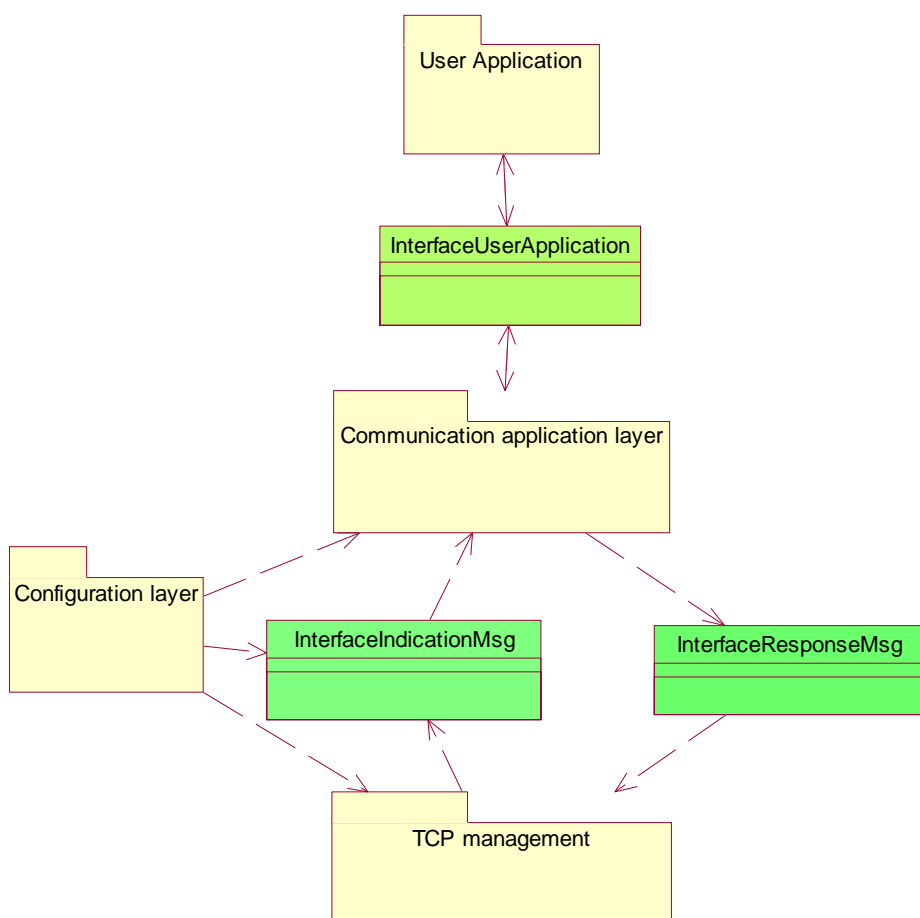 User Application
InterfaceUserApplication
Communication application layer
Configuration layer
InterfaceIndicationMsg
InterfaceResponseMsg
TCP management